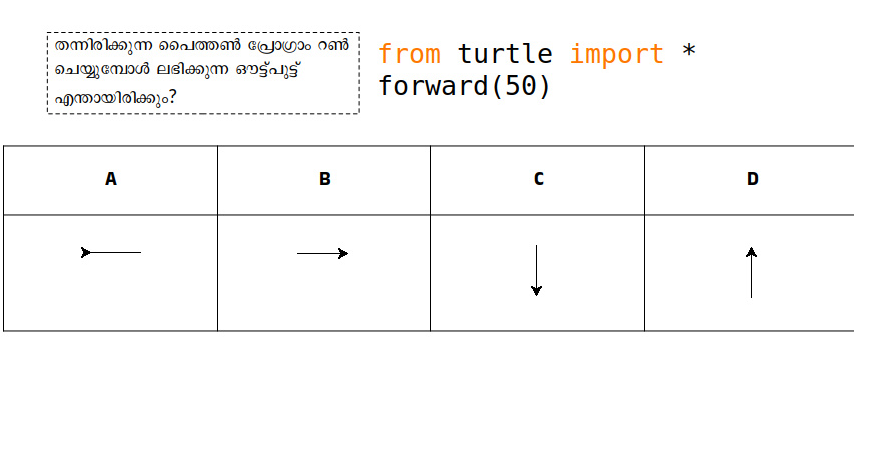 തന്നിരിക്കുന്ന പൈത്തൺ പ്രോഗ്രാം റൺ
ചെയ്യുമ്പോൾ ലഭിക്കുന്ന ഔട്ട്പുട്ട്
എന്തായിരിക്കും?
from turtle import *
forward(50)
A B C D